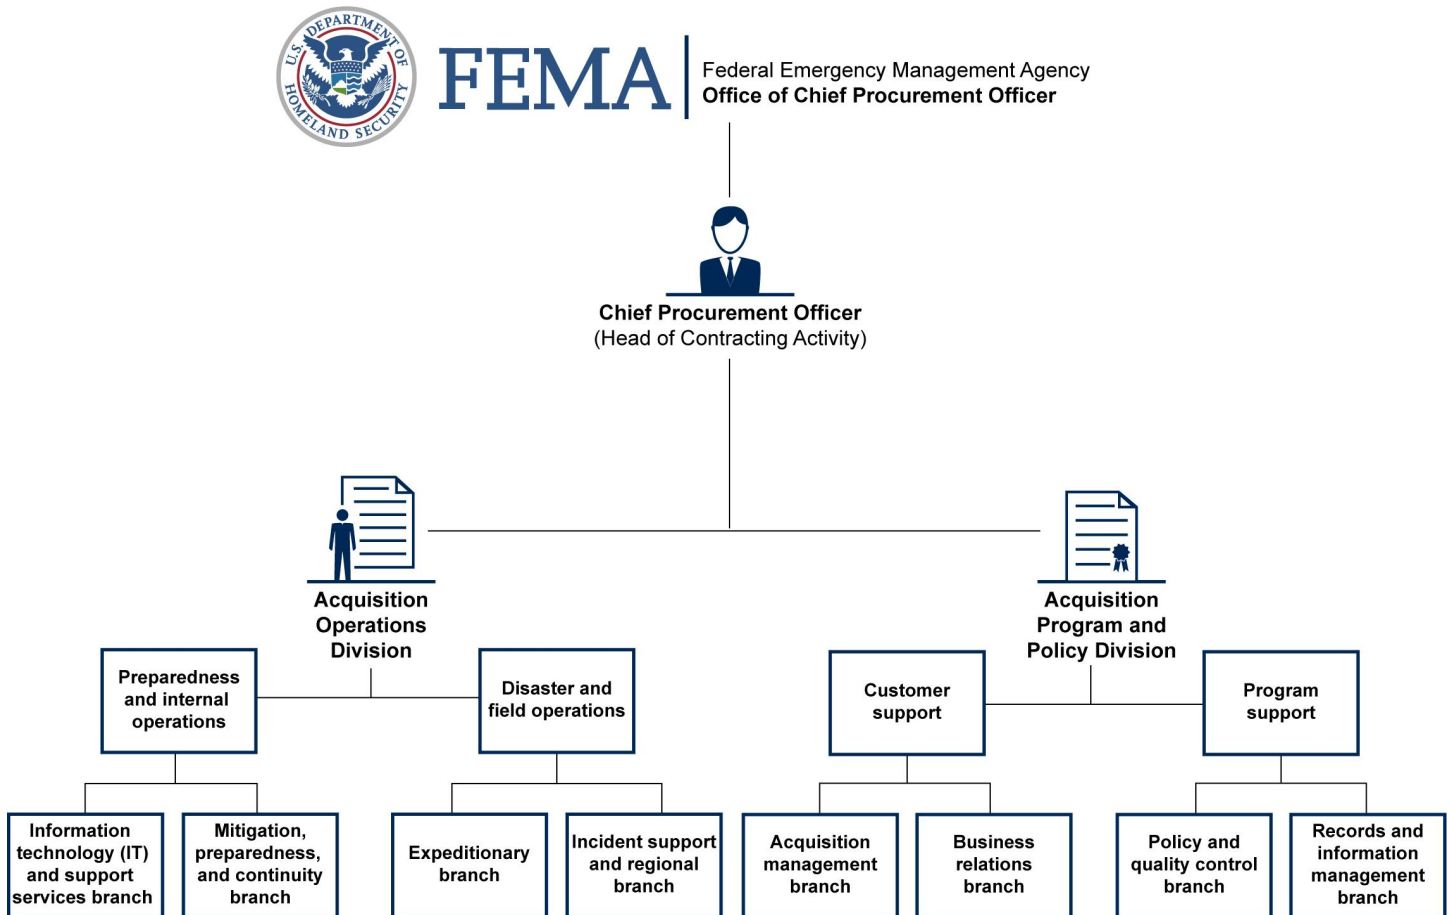 U.S. DEPARTMENT OF
HOMELAND SECURITY
FEMA
Federal Emergency Management Agency
Office of Chief Procurement Officer
Chief Procurement Officer
(Head of Contracting Activity)
Acquisition
Operations
Division
Acquisition
Program and
Policy Division
Preparedness
and internal
operations
Disaster and
field operations
Customer
support
Program
support
Information
technology (IT)
and support
services branch
Mitigation,
preparedness,
and continuity
branch
Expeditionary
branch
Incident support
and regional
branch
Acquisition
management
branch
Business
relations
branch
Policy and
quality control
branch
Records and
information
management
branch